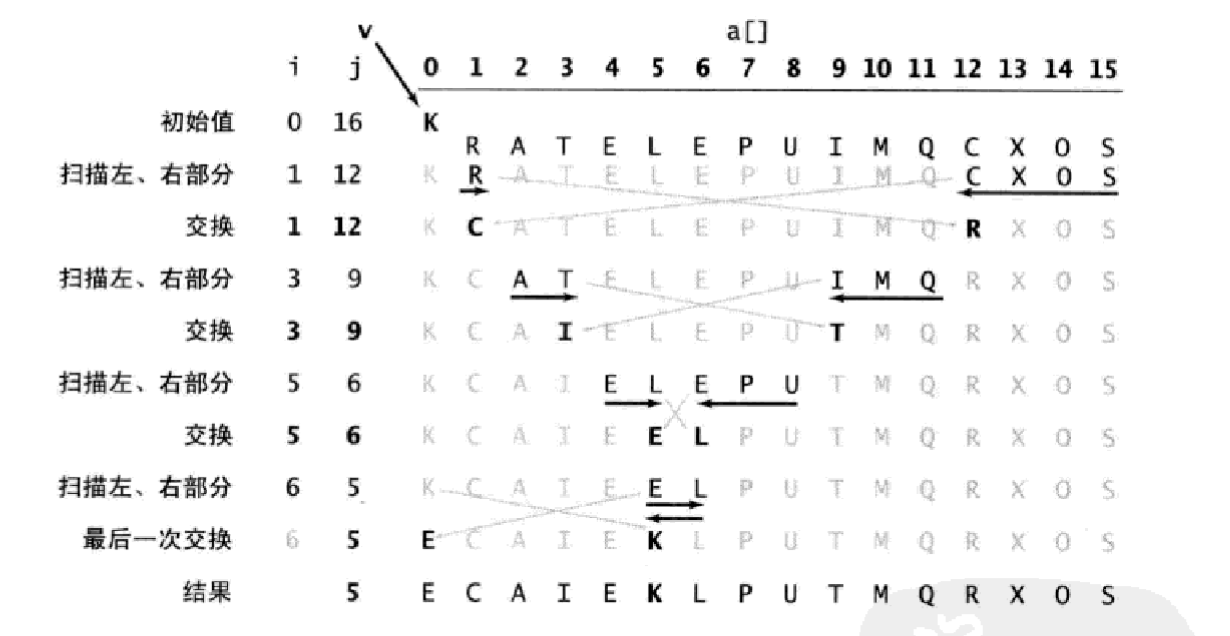 v a[]
i j 0 1 2 3 4 5 6 7 8 9 10 11 12 13 14 15
初始值 0 16 K
R A T E L E P U I M Q C X O S
扫描左、右部分 1 12 K R A T E L E P U I M Q C X O S
交换 1 12 K C A T E L E P U I M Q R X O S
扫描左、右部分 3 9 K C A T E L E P U I M Q R X O S
交换 3 9 K C A I E L E P U T M Q R X O S
扫描左、右部分 5 6 K C A I E L E P U T M Q R X O S
交换 5 6 K C A I E E L P U T M Q R X O S
扫描左、右部分 6 5 K C A I E E L P U T M Q R X O S
最后一次交换 6 5 E C A I E K L P U T M Q R X O S
结果 5 E C A I E K L P U T M Q R X O S